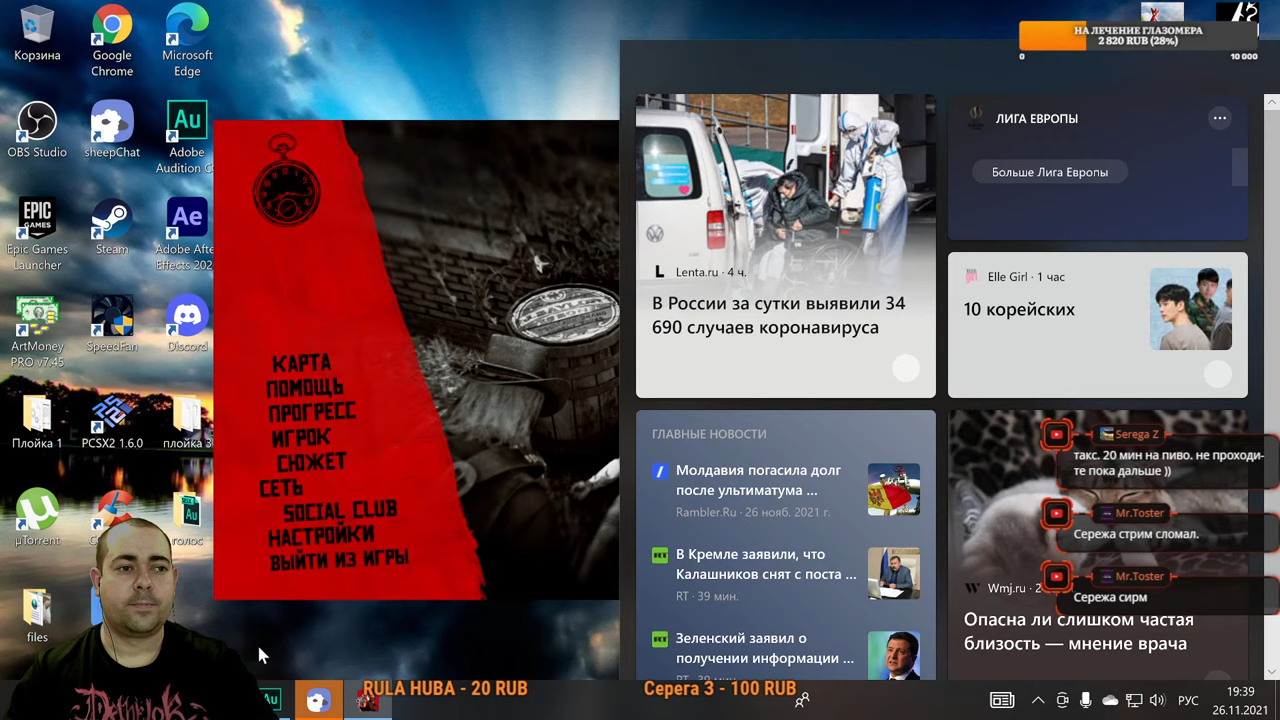 Корзина
Google
Chrome
Microsoft
Edge
OBS Studio
sheepChat
Adobe
Audition C
Epic Games
Launcher
Steam
Adobe Afte
Effects 202
ArtMoney
PRO v7.45
SpeedFan
Discord
Плойка 1
PCSX2 1.6.0
плойка 3
µTorrent
голос
files
КАРТА
ПОМОЩЬ
ПРОГРЕСС
ИГРОК
СЮЖЕТ
СЕТЬ
SOCIAL CLUB
НАСТРОЙКИ
ВЫЙТИ ИЗ ИГРЫ
НА ЛЕЧЕНИЕ ГЛАЗОМЕРА
2 820 RUB (28%)
0
10 000
Lenta.ru · 4 ч.
В России за сутки выявили 34
690 случаев коронавируса
ЛИГА ЕВРОПЫ
Больше Лига Европы
Elle Girl · 1 час
10 корейских
ГЛАВНЫЕ НОВОСТИ
Молдавия погасила долг
после ультиматума ...
Rambler.Ru · 26 нояб. 2021 г.
В Кремле заявили, что
Калашников снят с поста ...
RT · 39 мин.
Зеленский заявил о
получении информации ...
RT · 39 мин.
Serega Z
такс. 20 мин на пиво. не проходи-
те пока дальше ))
Mr.Toster
Сережа стрим сломал.
Mr.Toster
Сережа сирм
Wmj.ru · 2
Опасна ли слишком частая
близость — мнение врача
RULA HUBA - 20 RUB
Серега З - 100 RUB
РУС
19:39
26.11.2021